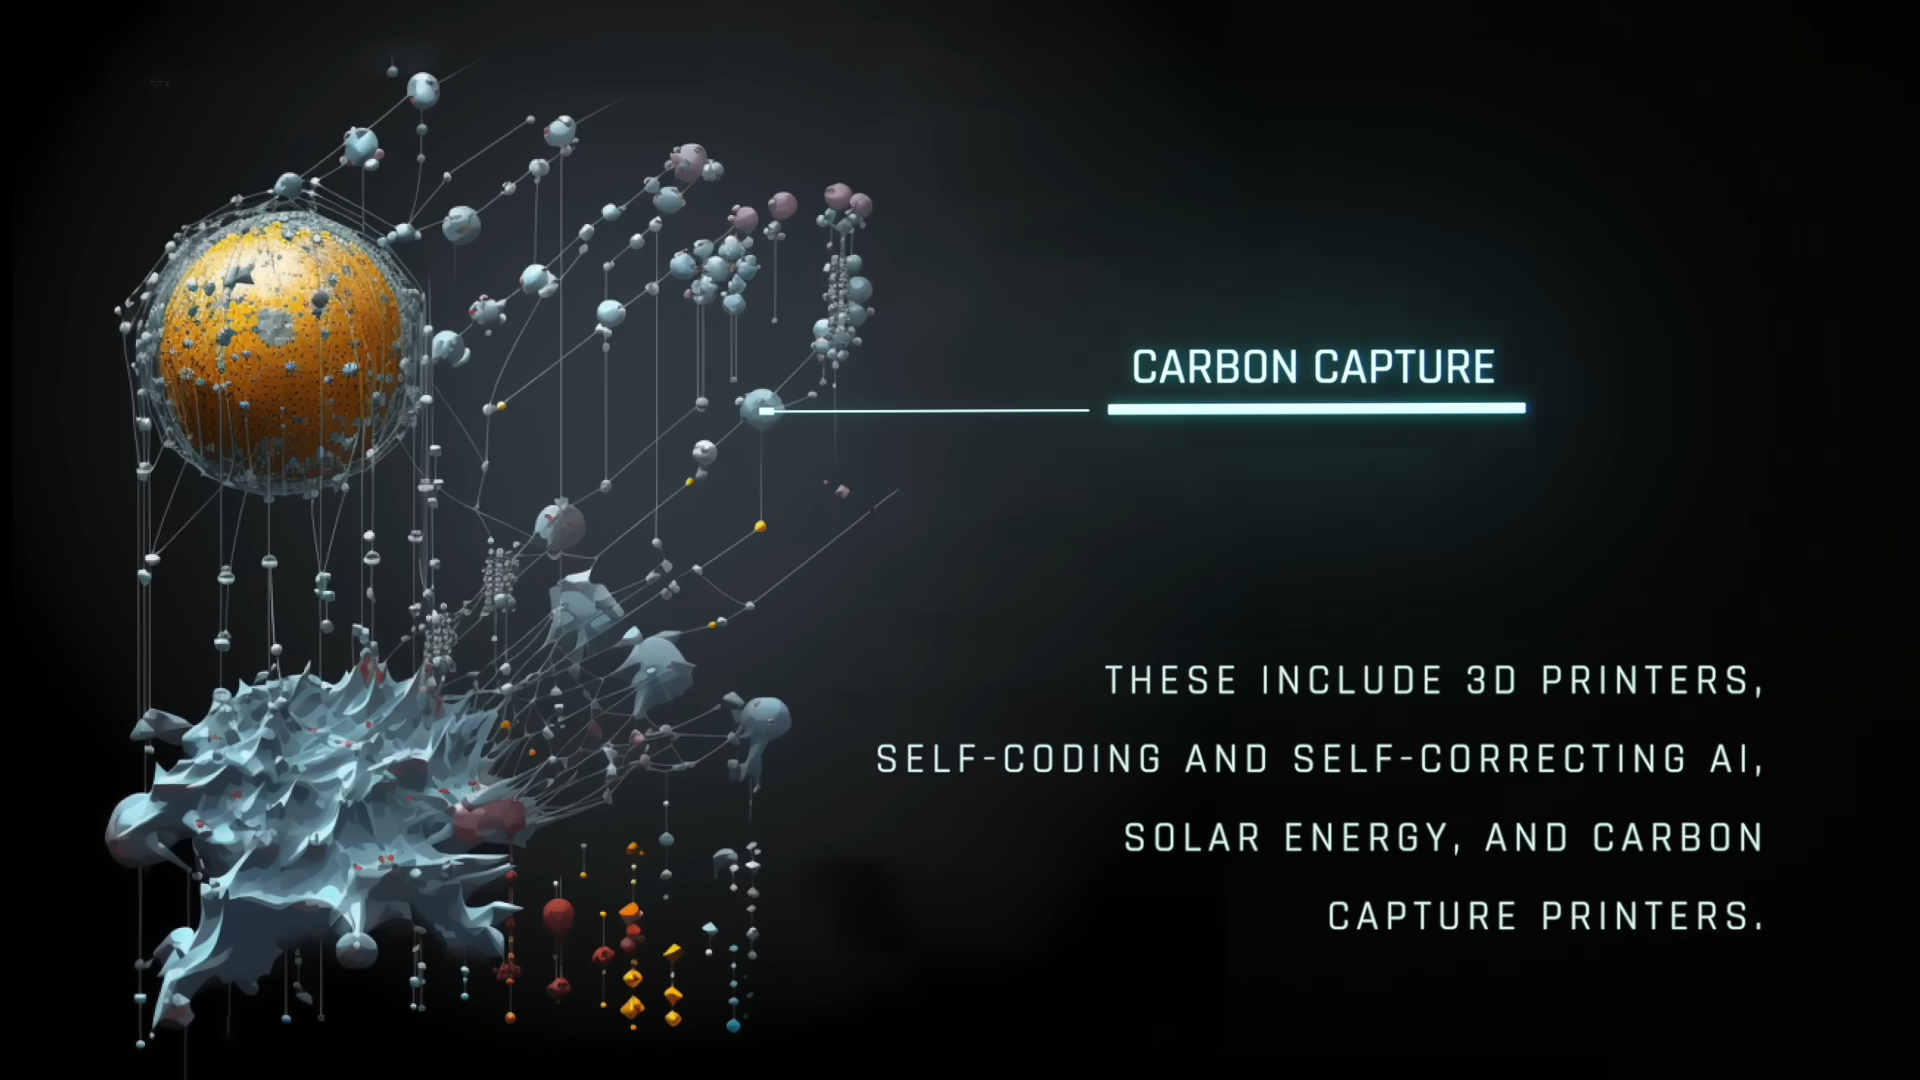 CARBON CAPTURE
THESE INCLUDE 3D PRINTERS,
SELF-CODING AND SELF-CORRECTING AI,
SOLAR ENERGY, AND CARBON
CAPTURE PRINTERS.